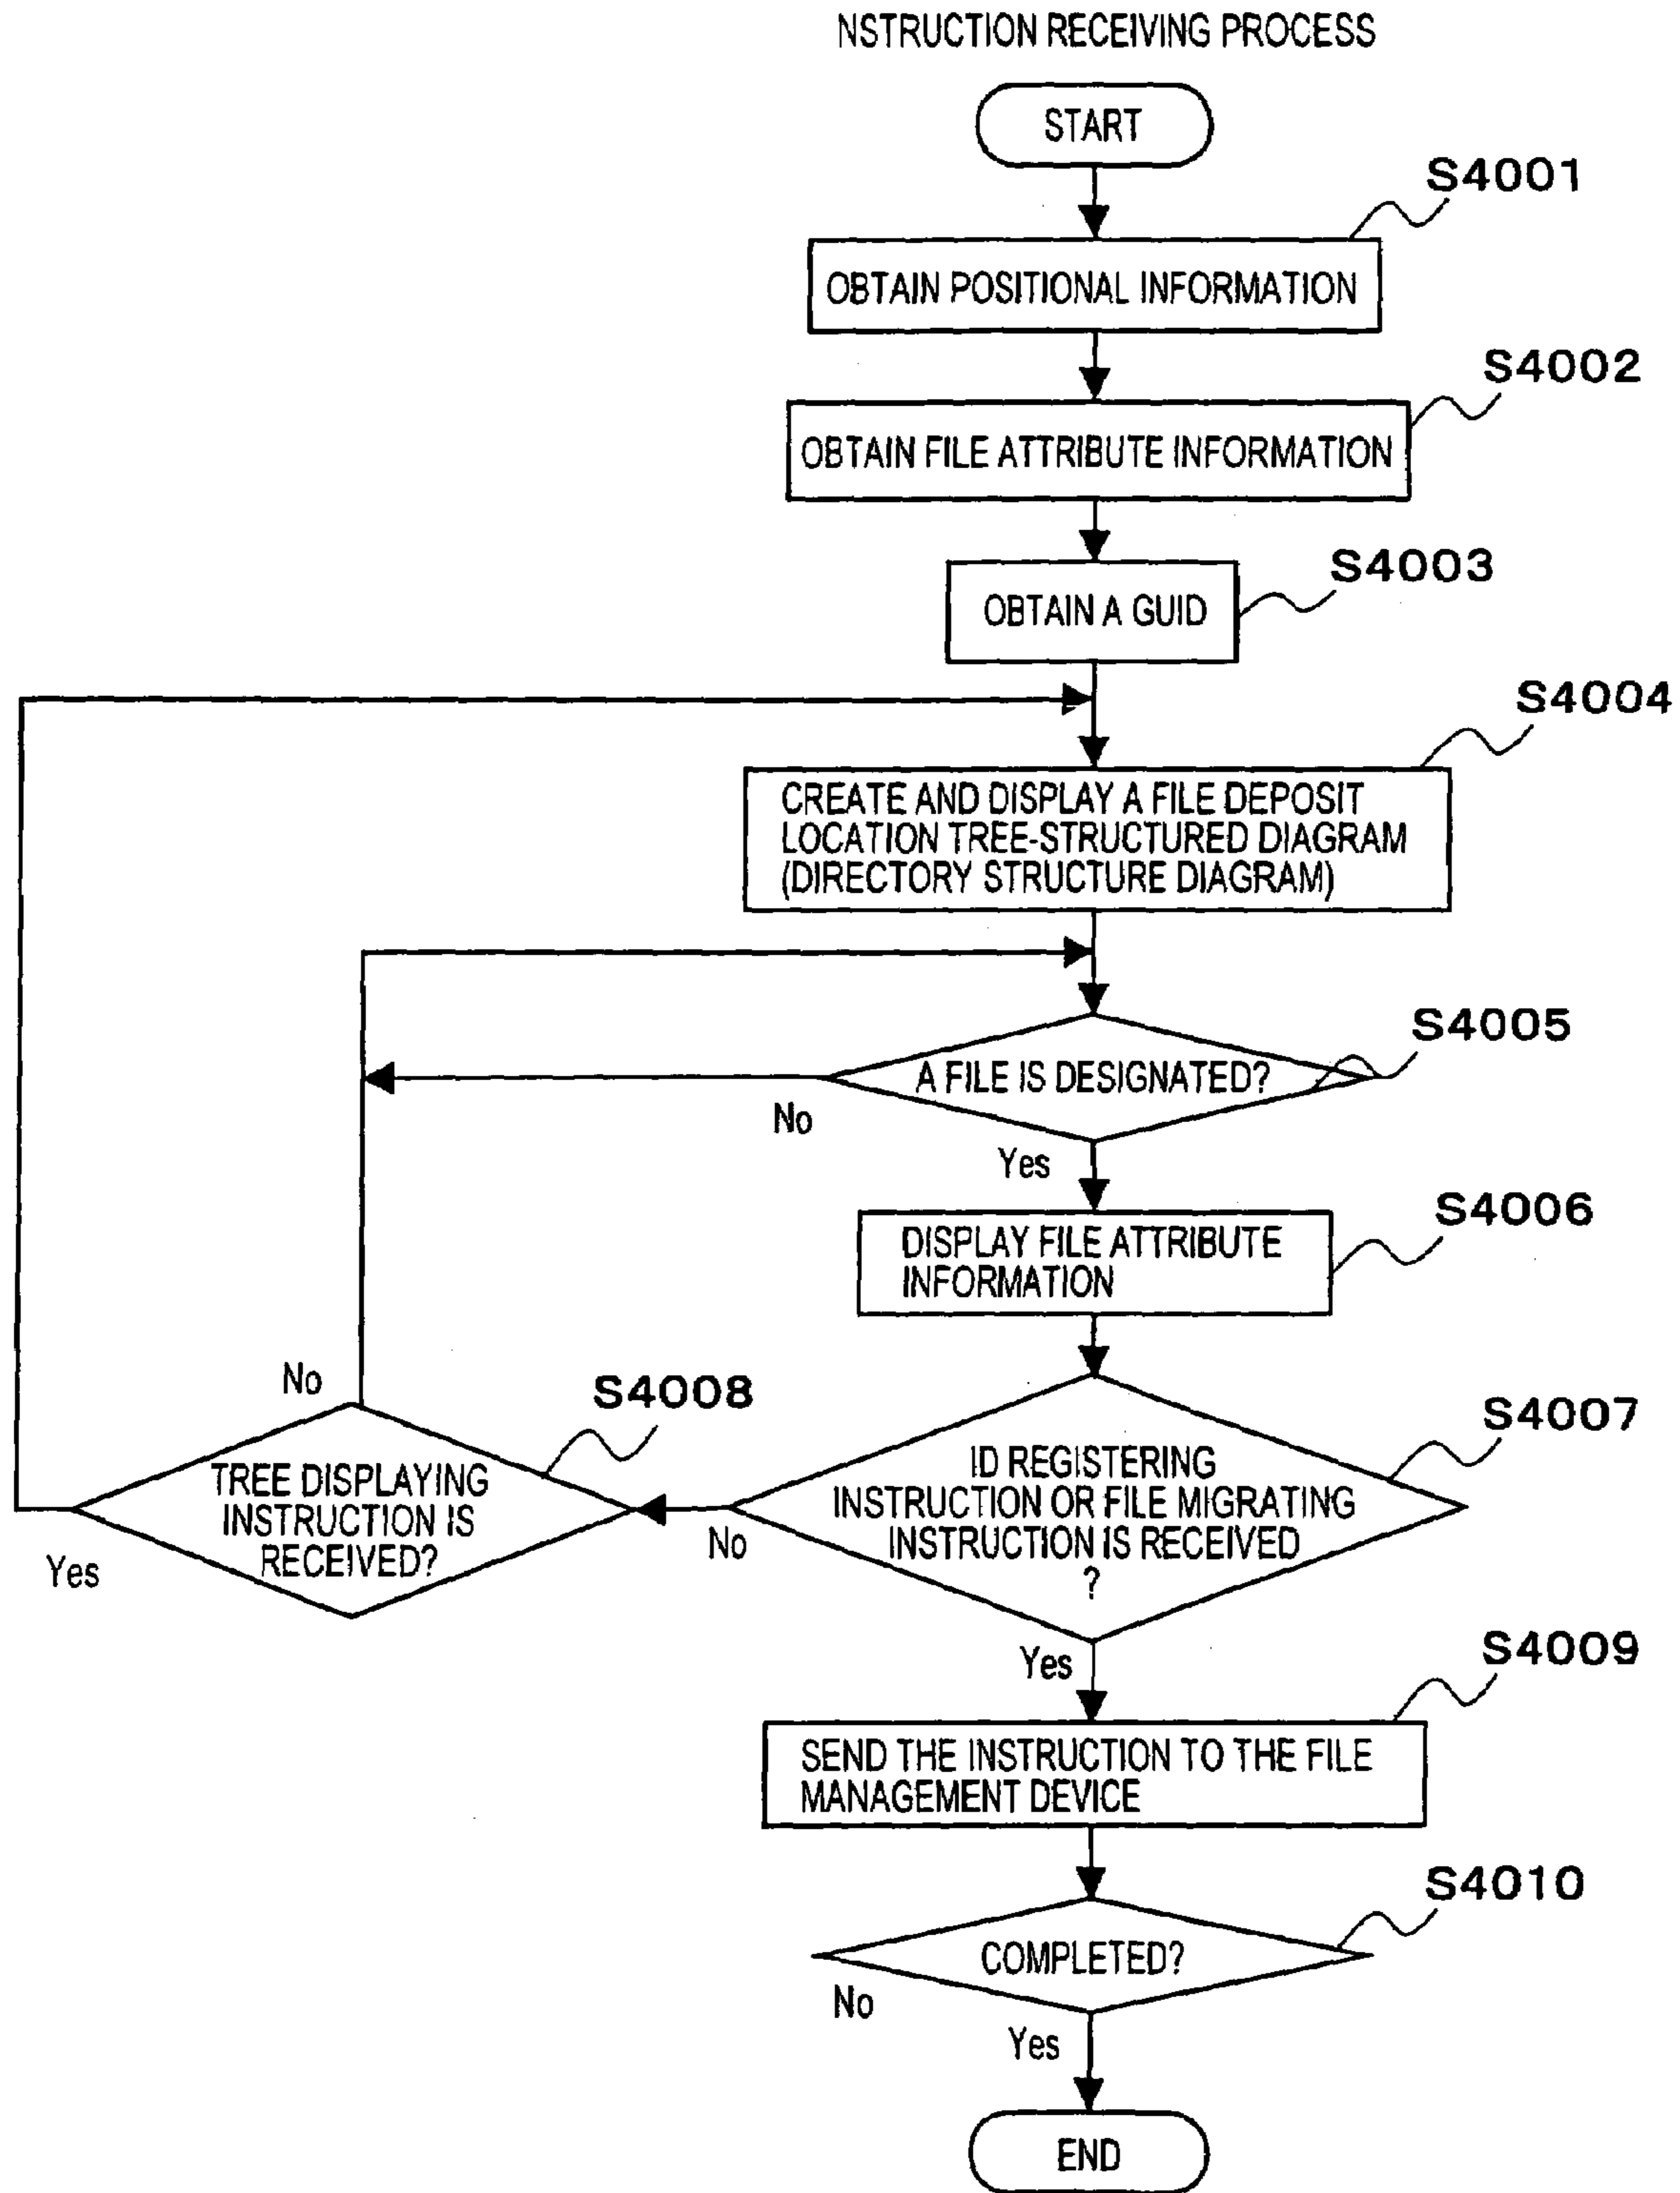 NSTRUCTION RECEIVING PROCESS
START
S4001
OBTAIN POSITIONAL INFORMATION
S4002
OBTAIN FILE ATTRIBUTE INFORMATION
S4003
OBTAIN A GUID
S4004
CREATE AND DISPLAY A FILE DEPOSIT
LOCATION TREE-STRUCTURED DIAGRAM
(DIRECTORY STRUCTURE DIAGRAM)
S4005
A FILE IS DESIGNATED?
No
Yes
S4006
DISPLAY FILE ATTRIBUTE
INFORMATION
S4007
ID REGISTERING
INSTRUCTION OR FILE MIGRATING
INSTRUCTION IS RECEIVED
?
No
Yes
No
S4008
TREE DISPLAYING
INSTRUCTION IS
RECEIVED?
Yes
S4009
SEND THE INSTRUCTION TO THE FILE
MANAGEMENT DEVICE
S4010
COMPLETED?
No
Yes
END